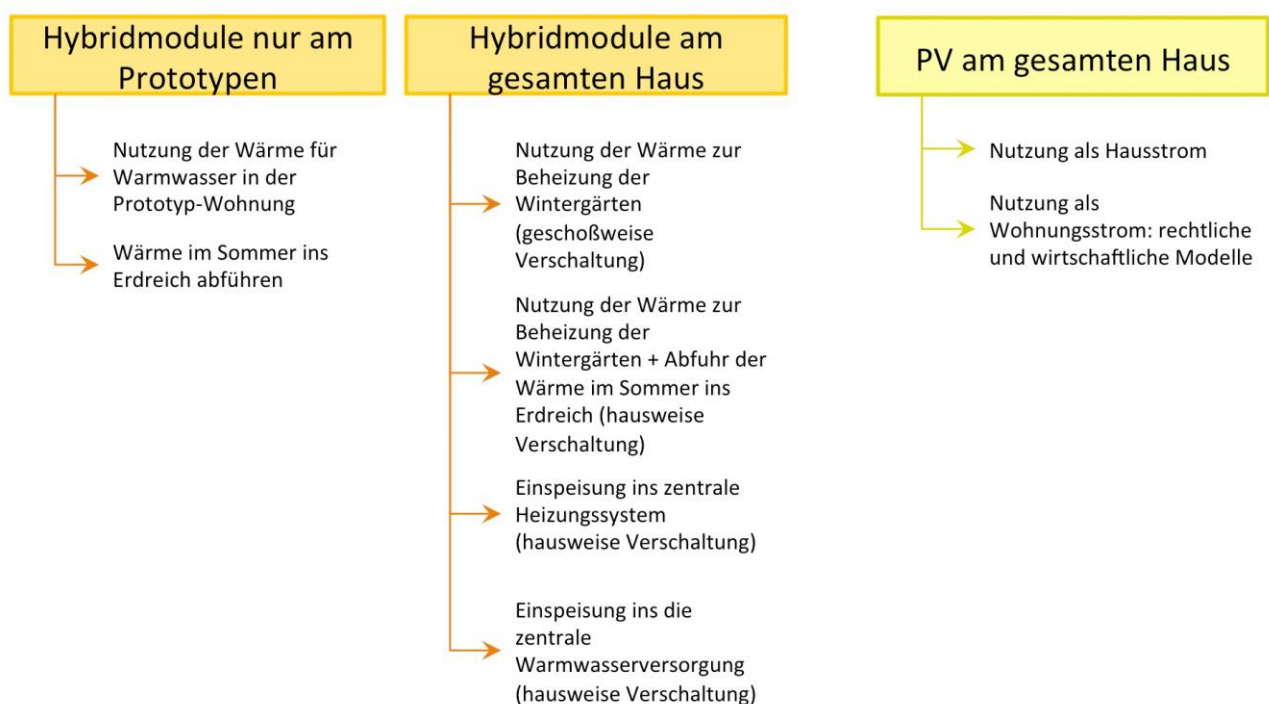 Hybridmodule nur am
Prototypen
Nutzung der Wärme für
Warmwasser in der
Prototyp-Wohnung
Wärme im Sommer ins
Erdreich abführen
Hybridmodule am
gesamten Haus
Nutzung der Wärme zur
Beheizung der
Wintergärten
(geschoßweise
Verschaltung)
Nutzung der Wärme zur
Beheizung der
Wintergärten + Abfuhr der
Wärme im Sommer ins
Erdreich (hausweise
Verschaltung)
Einspeisung ins zentrale
Heizungssystem
(hausweise Verschaltung)
Einspeisung ins die
zentrale
Warmwasserversorgung
(hausweise Verschaltung)
PV am gesamten Haus
Nutzung als Hausstrom
Nutzung als
Wohnungsstrom: rechtliche
und wirtschaftliche Modelle